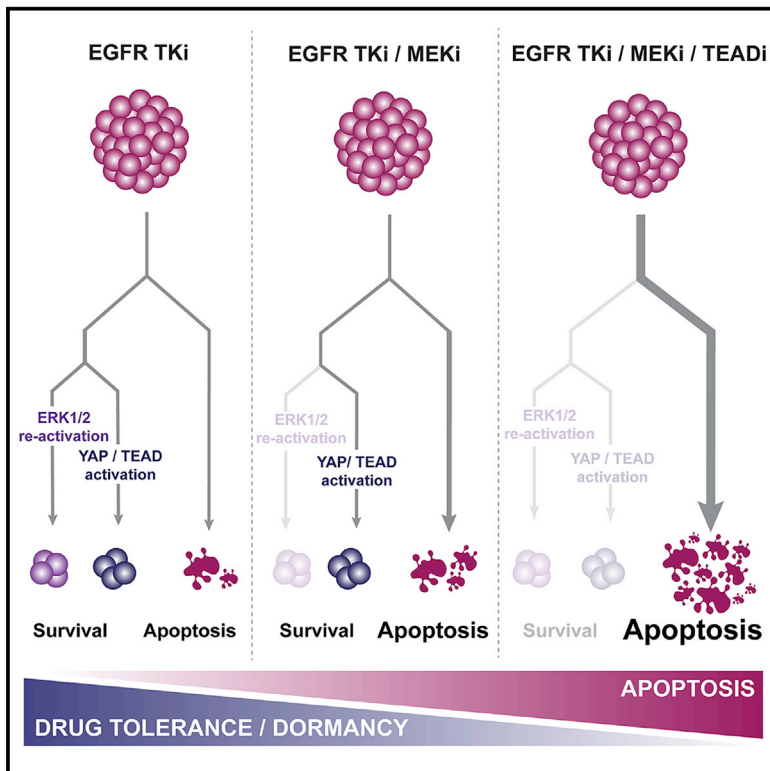 EGFR TKi
ERK1/2
re-activation
YAP / TEAD
activation
Survival
Apoptosis
EGFR TKi / MEKi
ERK1/2
re-activation
YAP/ TEAD
activation
Survival
Apoptosis
EGFR TKi / MEKi / TEADi
ERK1/2
re-activation
YAP / TEAD
activation
Survival
Apoptosis
APOPTOSIS
DRUG TOLERANCE / DORMANCY